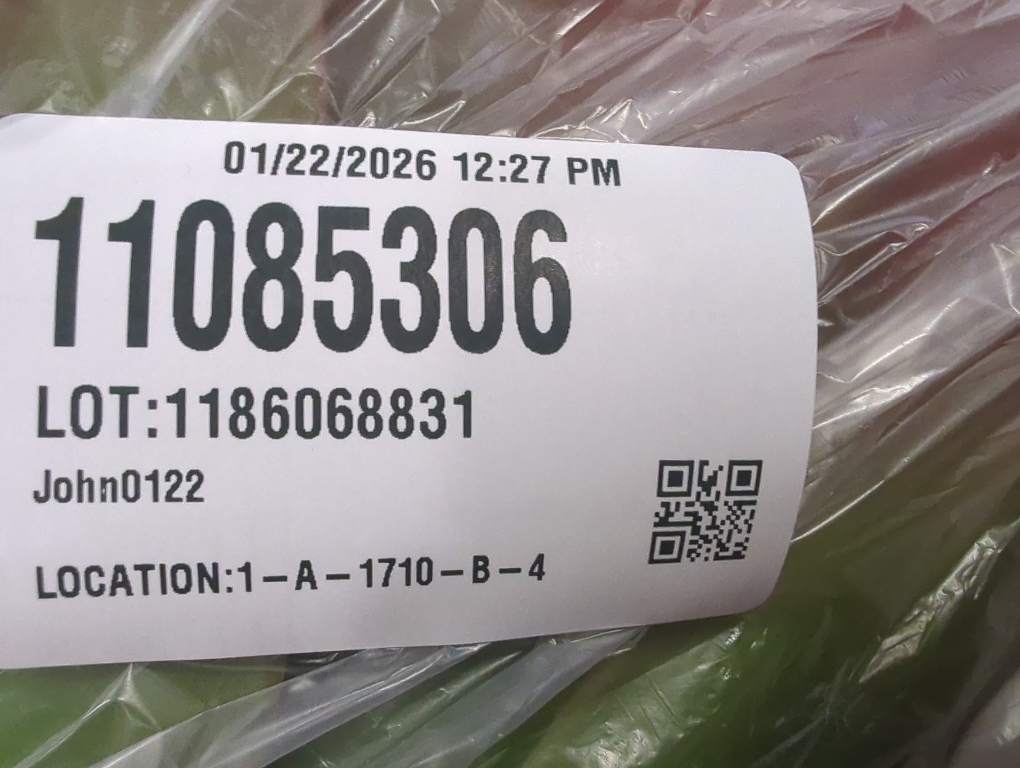 01/22/2026 12:27 PM
11085306
LOT:1186068831
John0122
LOCATION:1-A-1710-B-4